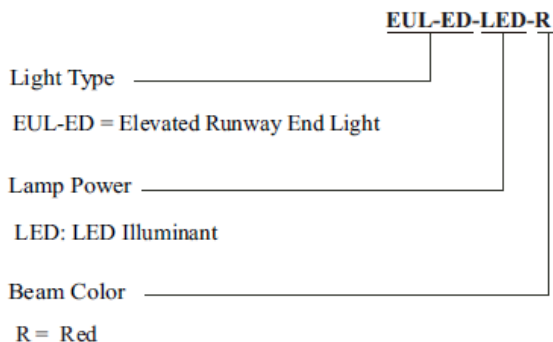 EUL-ED-LED-R
Light Type
EUL-ED = Elevated Runway End Light
Lamp Power
LED: LED Illuminant
Beam Color
R = Red